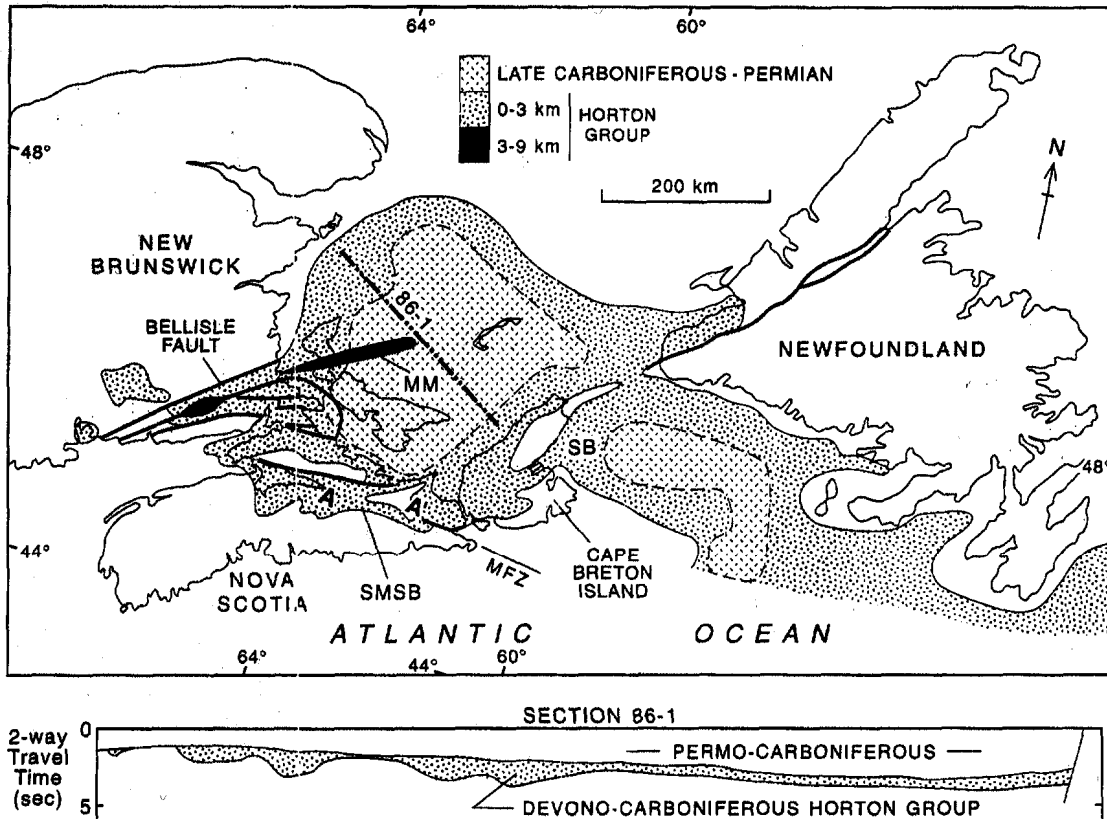 64°
60°
LATE CARBONIFEROUS - PERMIAN
0-3 km
HORTON
GROUP
3-9 km
48°
N
200 km
NEW
BRUNSWICK
86-1
BELLISLE
FAULT
NEWFOUNDLAND
MM
SB
48°
A
A'
44°
MFZ
CAPE
BRETON
ISLAND
NOVA
SCOTIA
SMSB
ATLANTIC OCEAN
64°
44°
60°
SECTION 86-1
2-way
Travel
Time
(sec)
0
5
PERMO-CARBONIFEROUS
DEVONO-CARBONIFEROUS HORTON GROUP